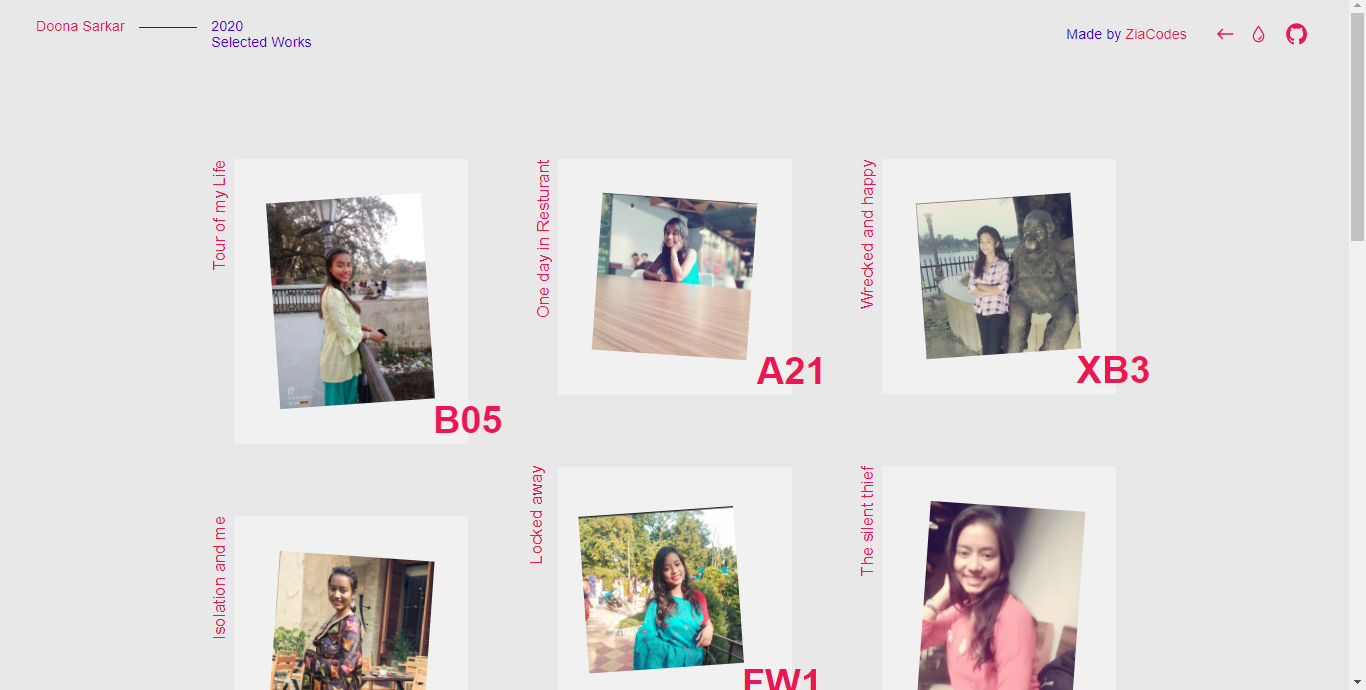 Doona Sarkar
2020
Selected Works
Made by ZiaCodes
Tour of my Life
B05
One day in Resturant
A21
Wrecked and happy
XB3
Isolation and me
Locked away
FW1
The silent thief